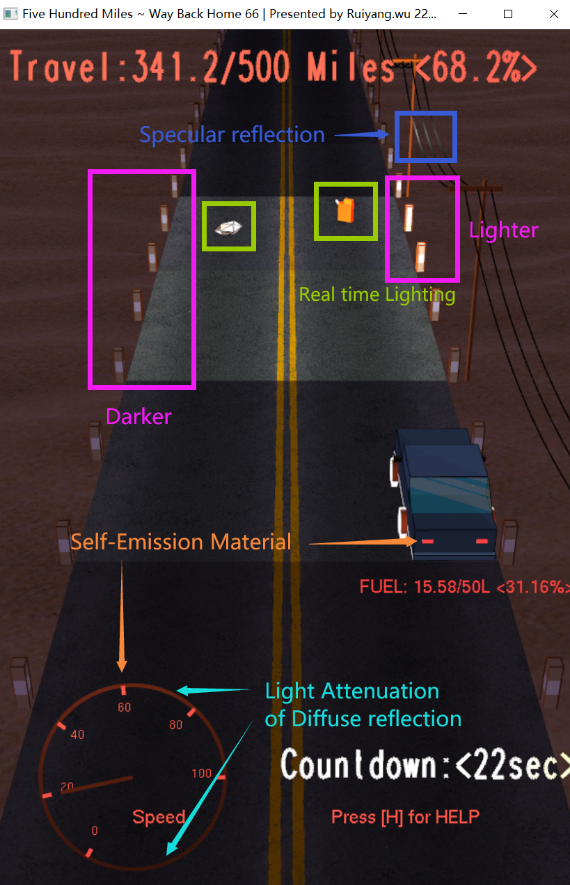 Five Hundred Miles ~ Way Back Home 66 | Presented by Ruiyang.wu 22...
Travel:341.2/500 Miles <68.2%>
Specular reflection
Lighter
Real time Lighting
Darker
Self-Emission Material
FUEL: 15.58/50L <31.16%>
Light Attenuation
of Diffuse reflection
60
40
80
20
100
0
Speed
Countdown:<22sec>
Press [H] for HELP